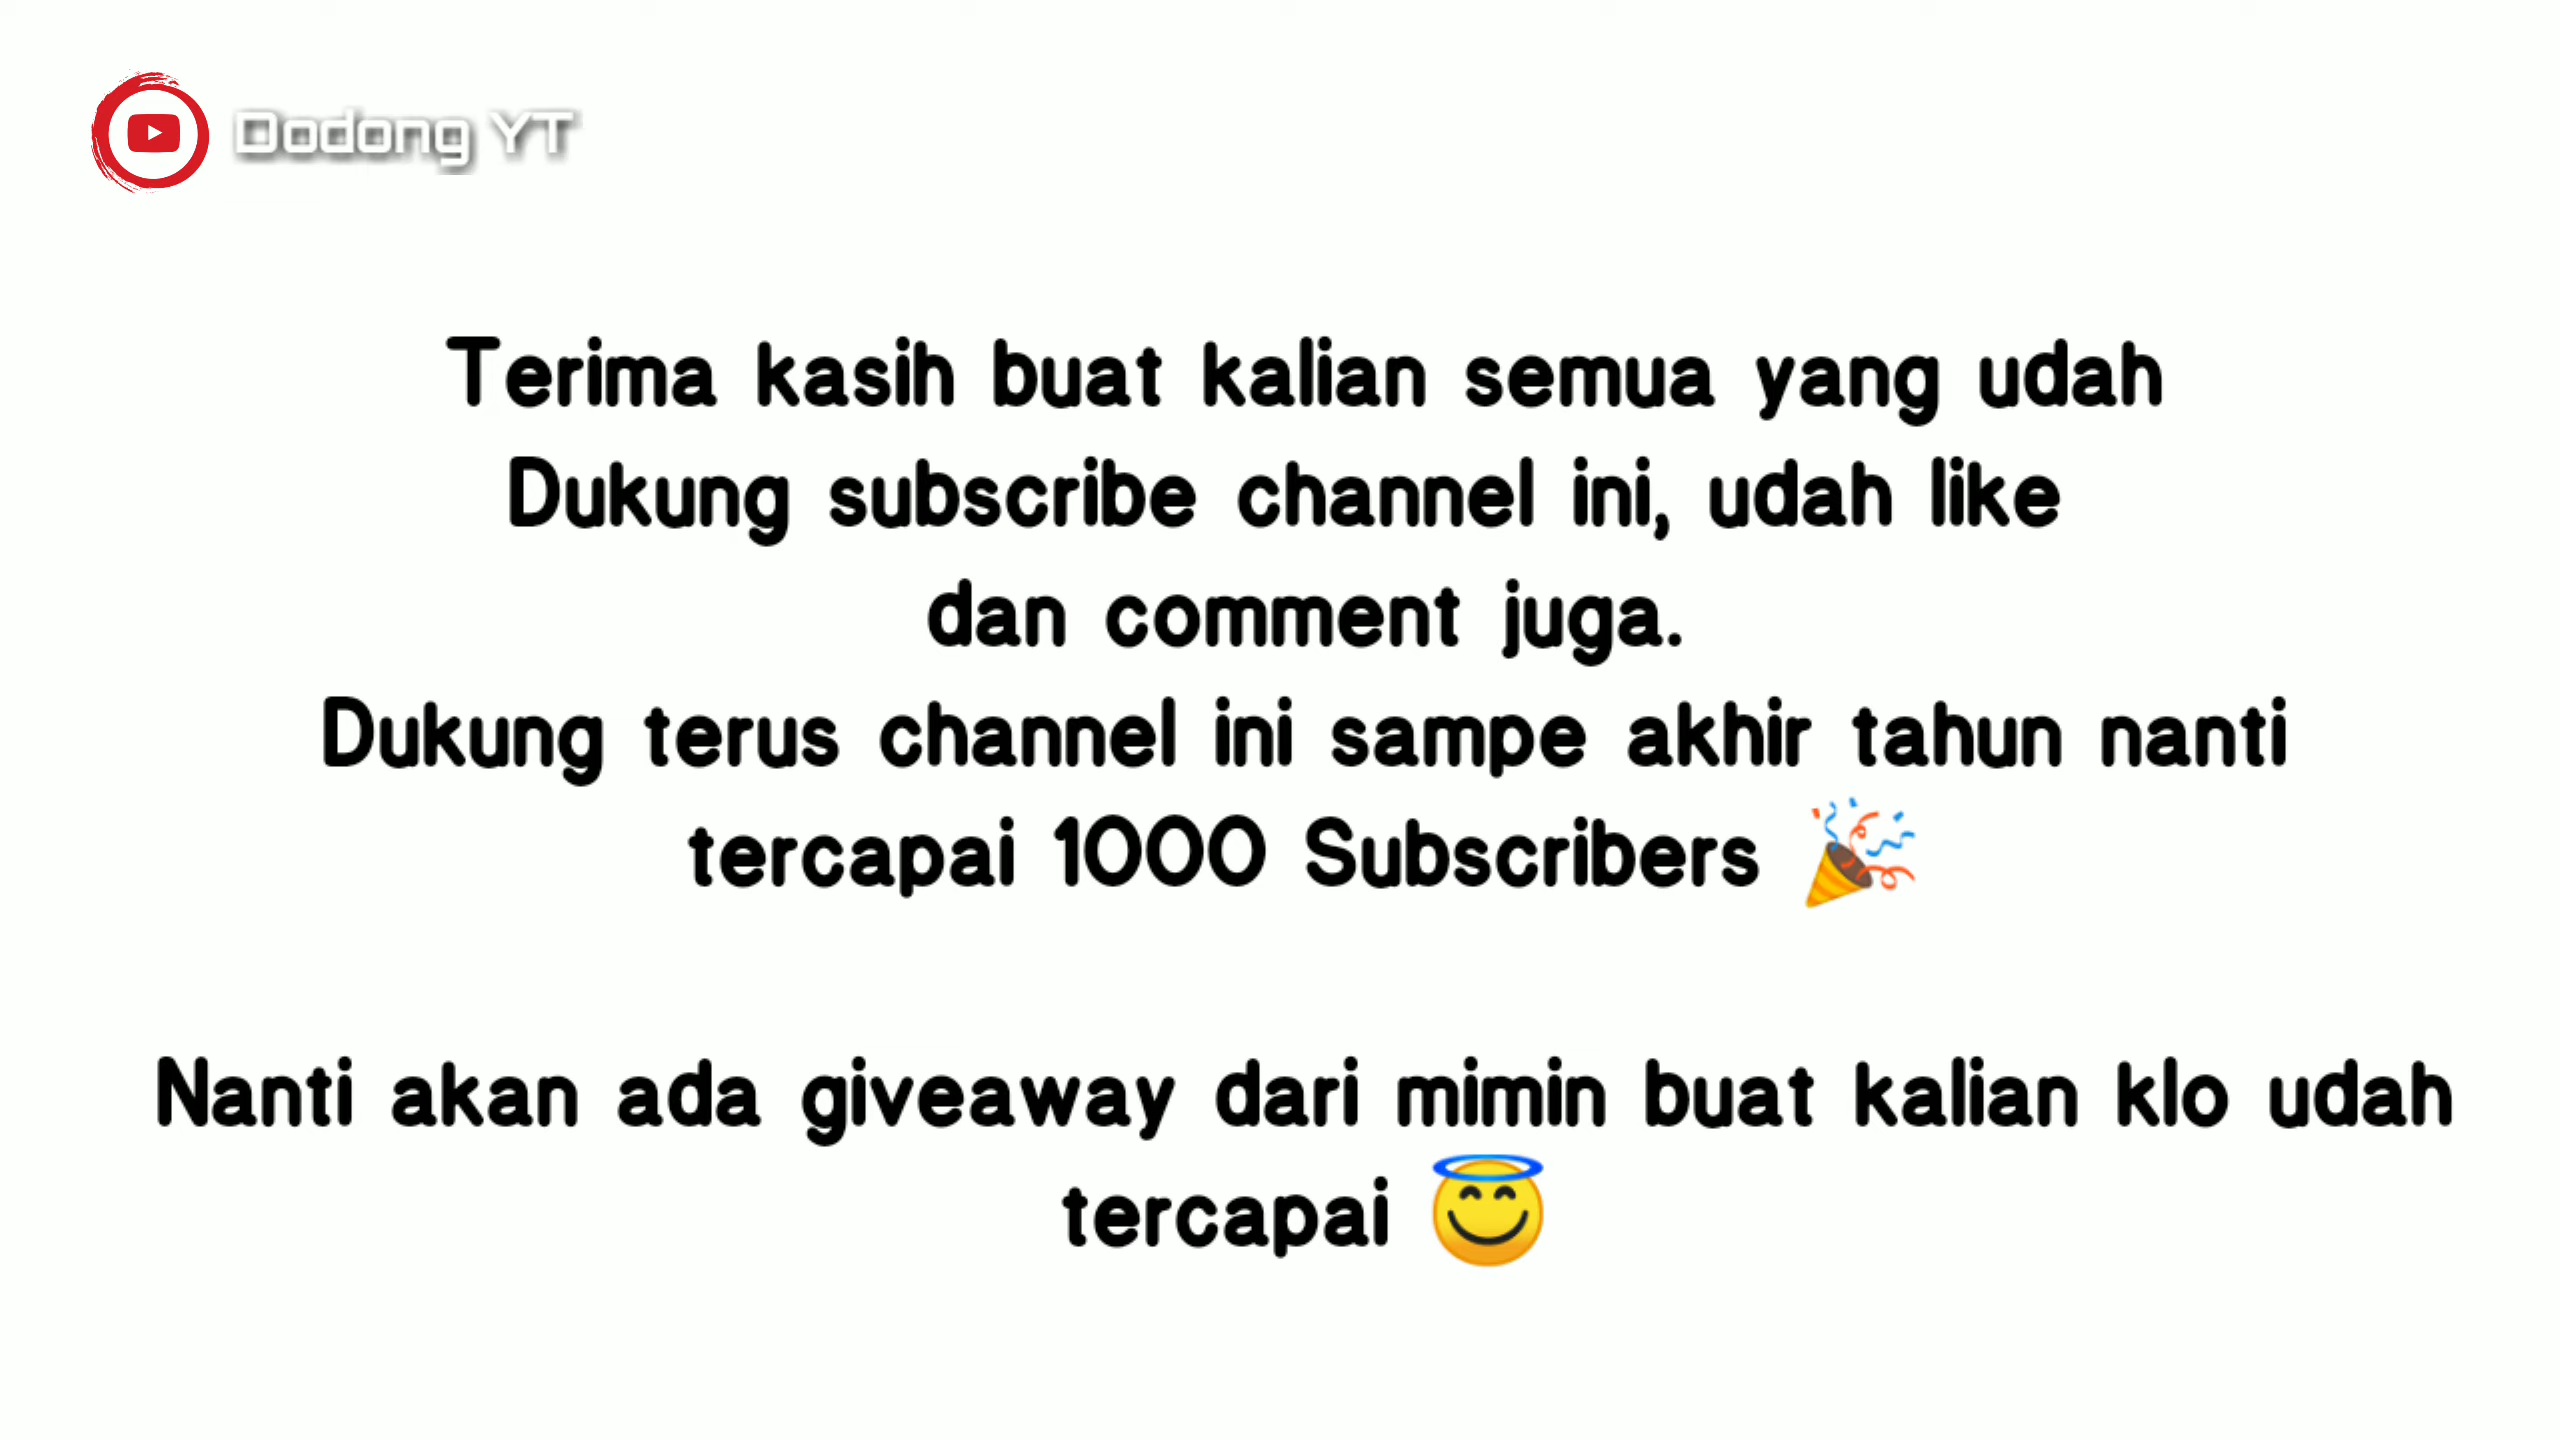 Dodong YT
Terima kasih buat kalian semua yang udah
Dukung subscribe channel ini, udah like
dan comment juga.
Dukung terus channel ini sampe akhir tahun nanti
tercapai 1000 Subscribers 🎉
Nanti akan ada giveaway dari mimin buat kalian klo udah
tercapai 😇